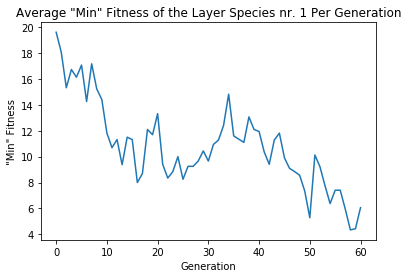 Average "Min" Fitness of the Layer Species nr. 1 Per Generation
20
18
16
14
12
10
8
6
4
"Min" Fitness
0 10 20 30 40 50 60
Generation